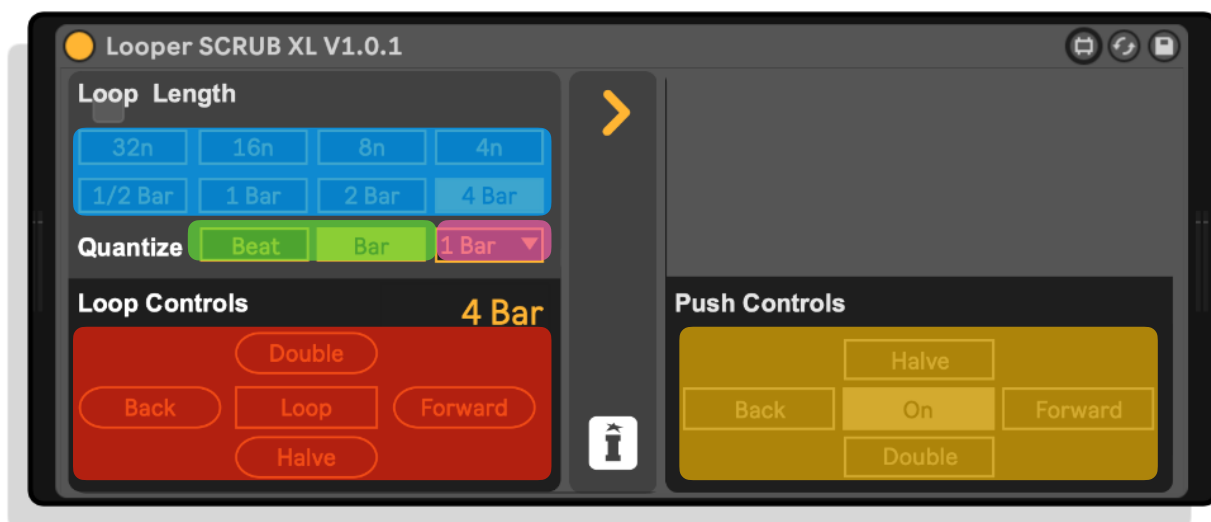 Looper SCRUB XL V1.0.1
Loop Length
32n 16n 8n 4n
1/2 Bar 1 Bar 2 Bar 4 Bar
Quantize Beat Bar 1 Bar
Loop Controls 4 Bar
Double
Back Loop Forward
Halve
Push Controls
Halve
Back On Forward
Double